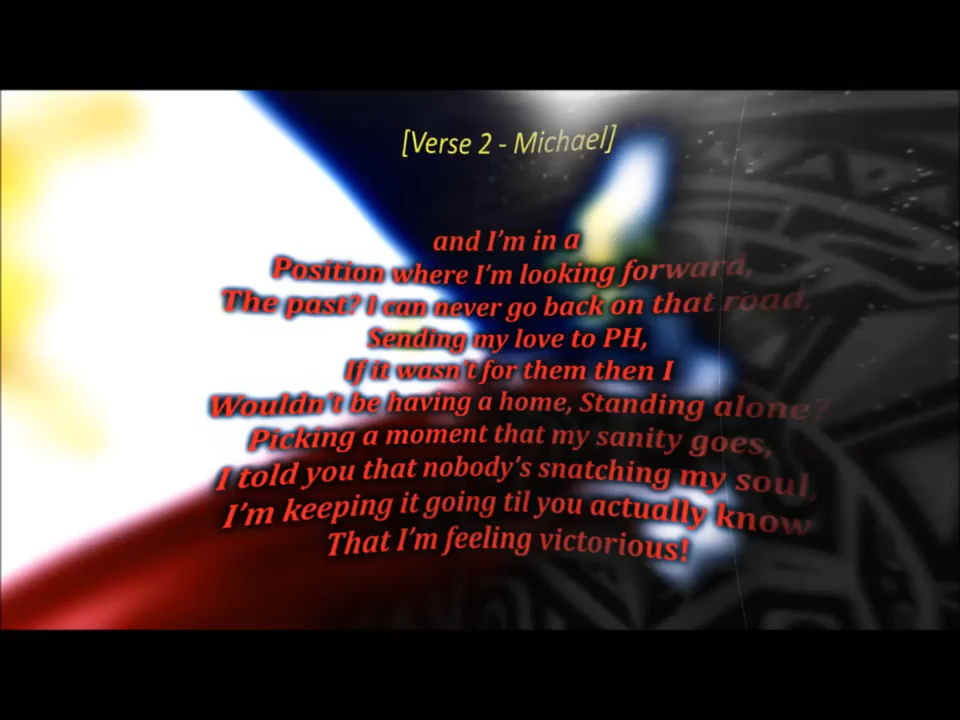 [Verse 2 - Michael]
and I'm in a
Position where I'm looking forward,
The past? I can never go back on that road,
Sending my love to PH,
If it wasn't for them then I
Wouldn't be having a home, Standing alone?
Picking a moment that my sanity goes,
I told you that nobody's snatching my soul,
I'm keeping it going til you actually know
That I'm feeling victorious!